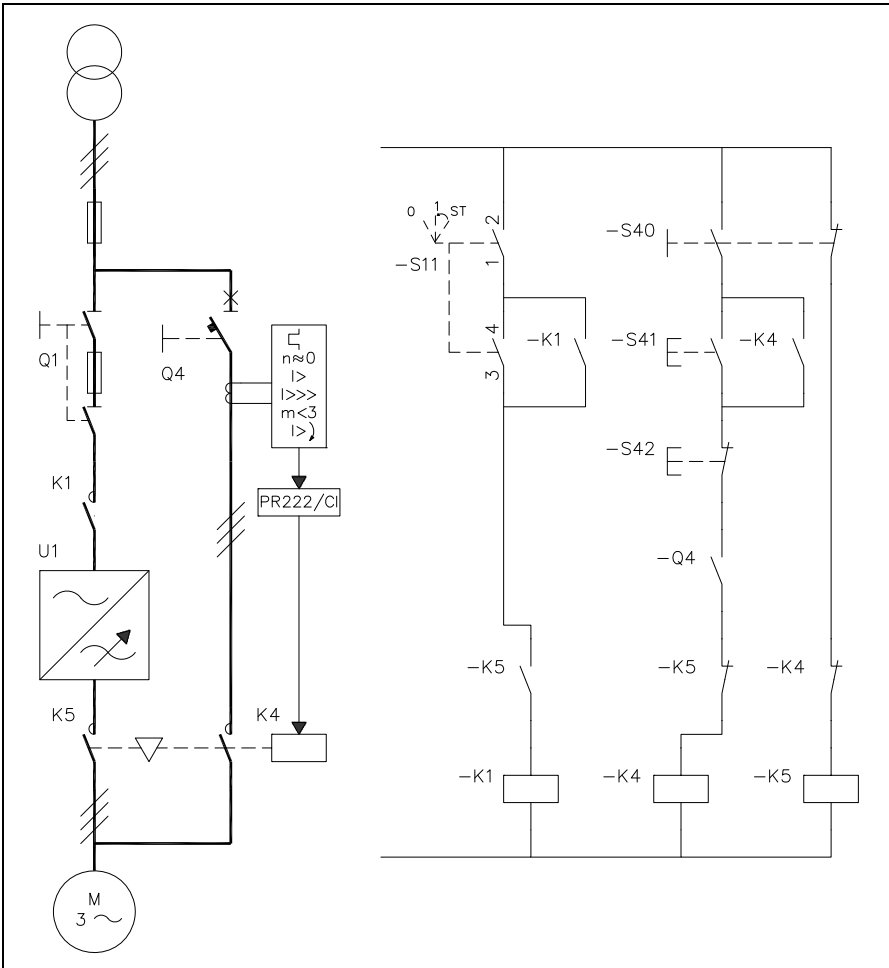 0 1 ST
2
-S11
1
4
-K1
3
-S40
-S41
-K4
-S42
-Q4
-K5
-K5
-K4
-K1
-K4
-K5
Q1
Q4
n≈0
I>
I>>>
m<3
I>
PR222/CI
K1
U1
K5
K4
M
3 ~